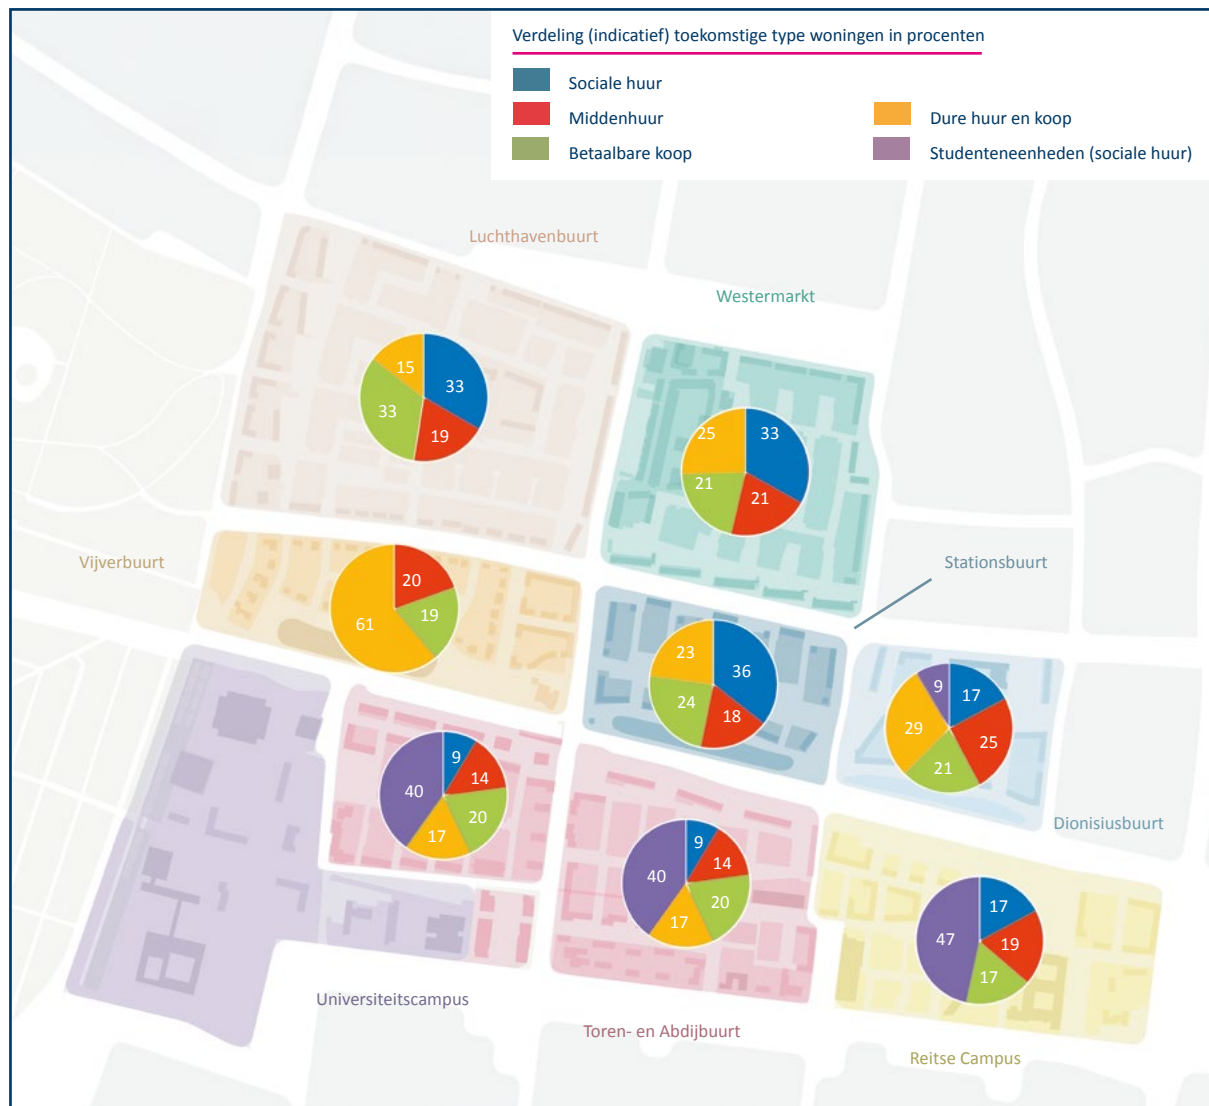 Verdeling (indicatief) toekomstige type woningen in procenten
Sociale huur
Middenhuur
Dure huur en koop
Betaalbare koop
Studenteneenheden (sociale huur)
Luchthavenbuurt
Westermarkt
15
33
33
19
25
33
21
21
Vijverbuurt
Stationsbuurt
20
19
61
23
36
24
18
9
17
29
25
21
9
14
40
20
17
Dionisiusbuurt
9
14
40
20
17
17
47
19
17
Universiteitscampus
Toren- en Abdijbuurt
Reitse Campus